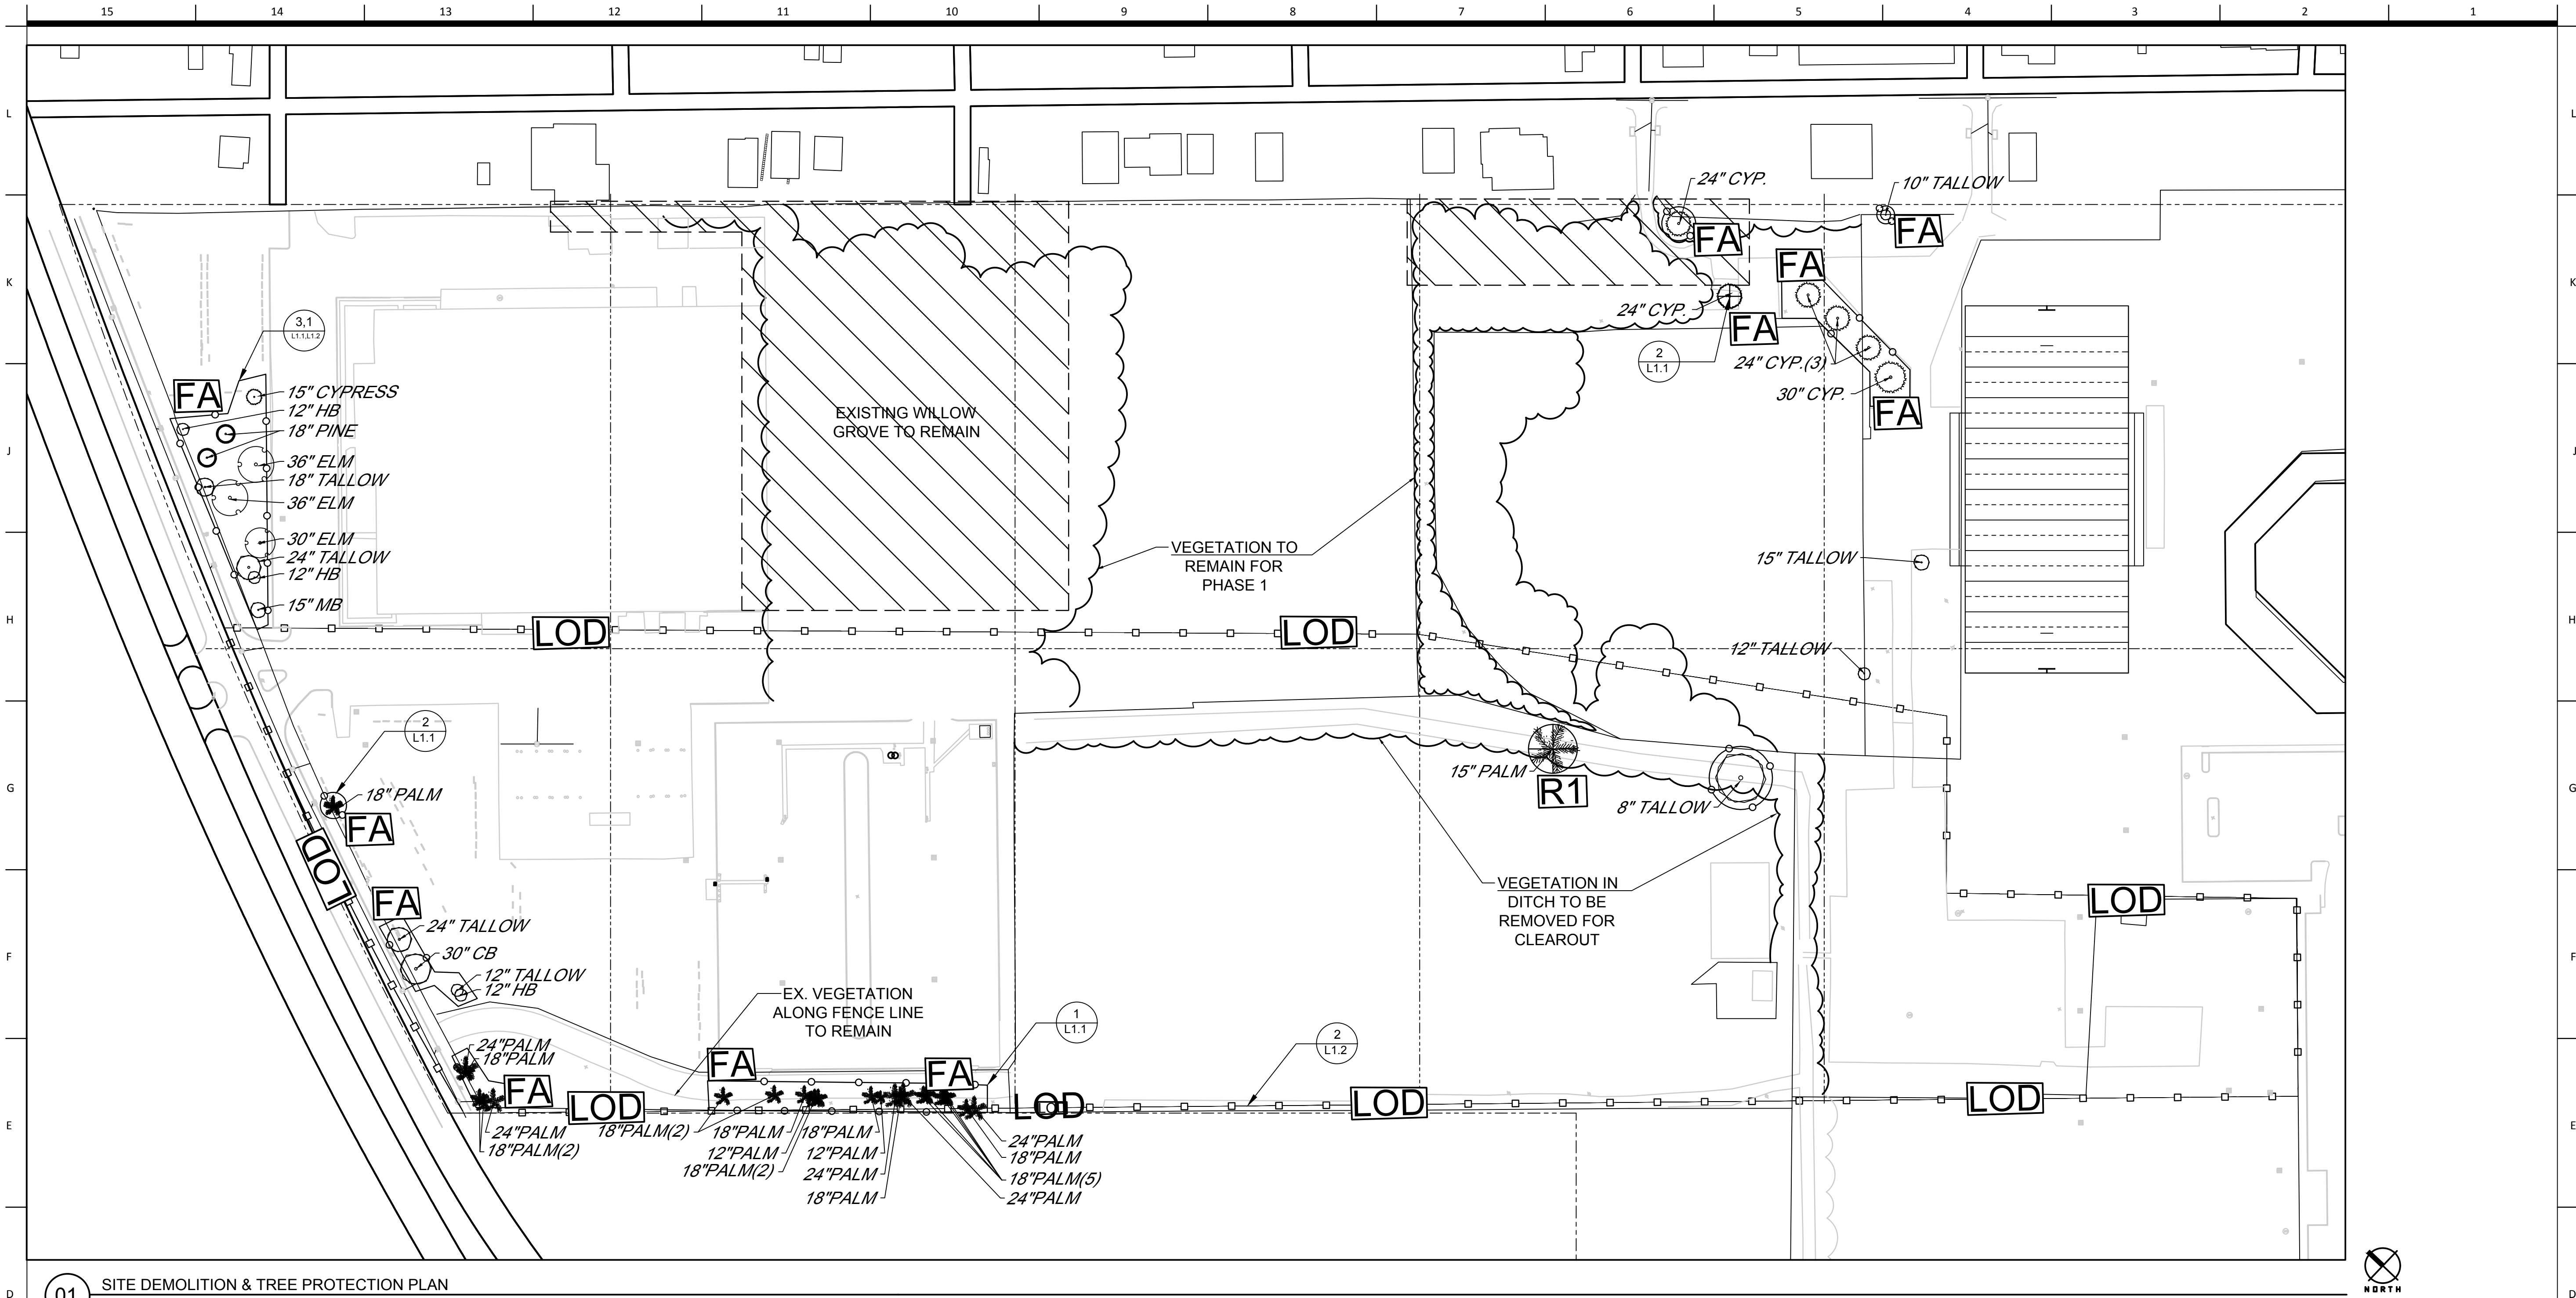 15 14 13 12 11 10 9 8 7 6 5 4 3 2 1
L
L
24" CYP.
10" TALLOW
FA
FA
FA
K
K
24" CYP.
FA
3,1
L1.1,L1.2
2
L1.1
24" CYP.(3)
30" CYP.
FA
FA
15" CYPRESS
12" HB
18" PINE
EXISTING WILLOW
GROVE TO REMAIN
J
J
36" ELM
18" TALLOW
36" ELM
30" ELM
24" TALLOW
12" HB
15" MB
VEGETATION TO
REMAIN FOR
PHASE 1
15" TALLOW
H
H
LOD
LOD
12" TALLOW
2
L1.1
15" PALM
R1
8" TALLOW
G
G
18" PALM
FA
LOD
VEGETATION IN
DITCH TO BE
REMOVED FOR
CLEAROUT
LOD
FA
24" TALLOW
30" CB
12" TALLOW
12" HB
F
F
EX. VEGETATION
ALONG FENCE LINE
TO REMAIN
1
L1.1
2
L1.2
24"PALM
18"PALM
FA
FA
FA
LOD
LOD
LOD
LOD
E
E
24"PALM
18"PALM(2)
18"PALM(2)
18"PALM
12"PALM
18"PALM(2)
18"PALM
12"PALM
24"PALM
18"PALM
24"PALM
18"PALM
18"PALM(5)
24"PALM
01
SITE DEMOLITION & TREE PROTECTION PLAN
NORTH
D
D